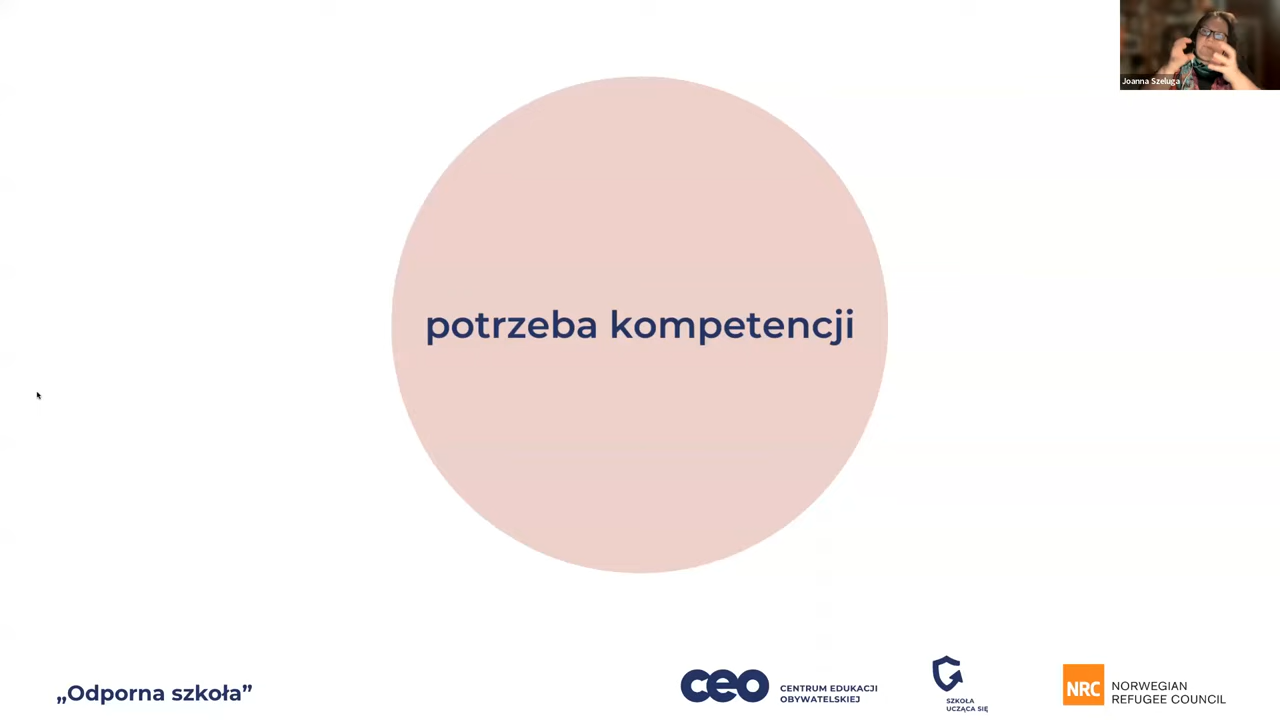 Joanna Szeluga
potrzeba kompetencji
„Odporna szkoła”
ceo
CENTRUM EDUKACJI
OBYWATELSKIEJ
SZKOŁA
UCZĄCA SIĘ
NRC
NORWEGIAN
REFUGEE COUNCIL